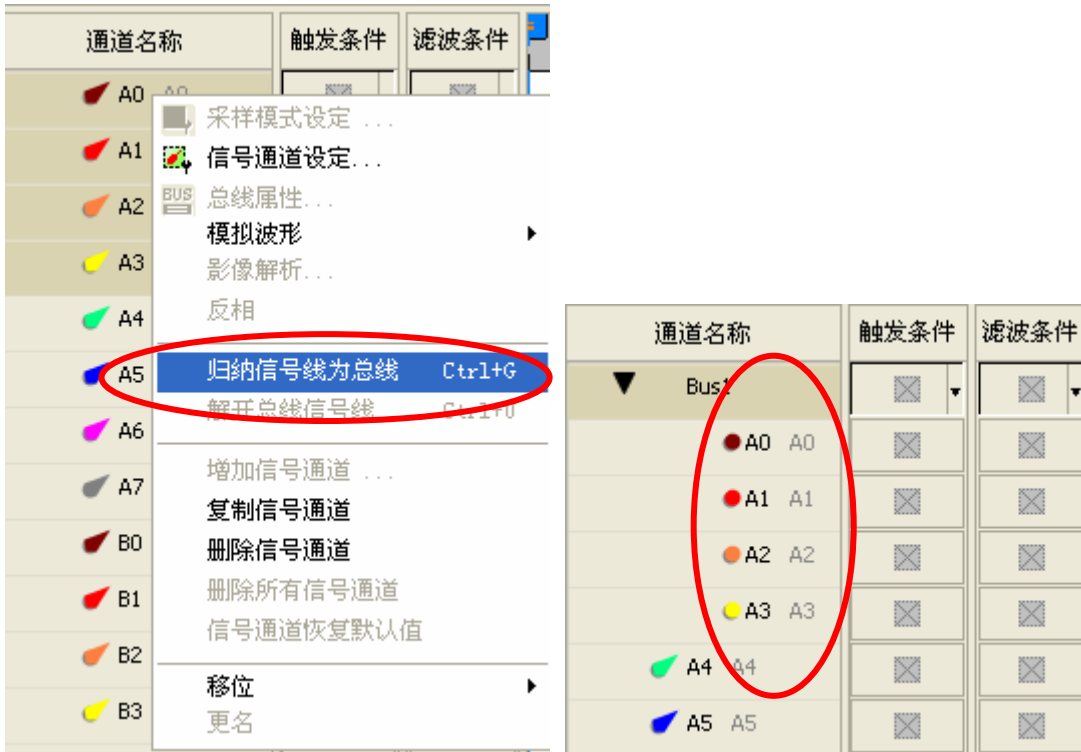 通道名称 触发条件 滤波条件
A0 A0
A1
A2
A3
A4
A5
A6
A7
B0
B1
B2
B3
采样模式设定 ...
信号通道设定...
BUS 总线属性...
模拟波形
影像解析...
反相
归纳信号线为总线 Ctrl+G
解开总线信号线 Ctrl+U
增加信号通道 ...
复制信号通道
删除信号通道
删除所有信号通道
信号通道恢复默认值
移位
更名
通道名称 触发条件 滤波条件
Bus1
A0 A0
A1 A1
A2 A2
A3 A3
A4 A4
A5 A5